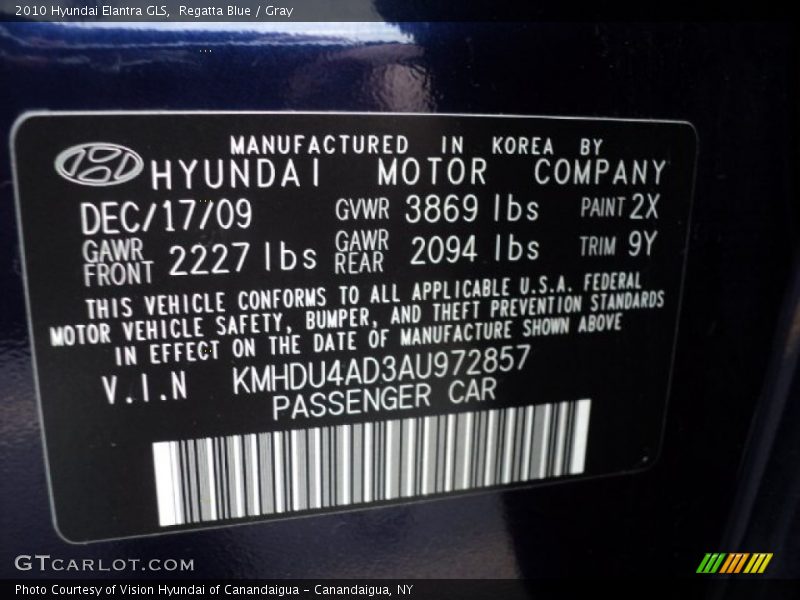 2010 Hyundai Elantra GLS, Regatta Blue / Gray
MANUFACTURED IN KOREA BY
HYUNDAI MOTOR COMPANY
DEC/17/09 GVWR 3869 lbs PAINT 2X
GAWR FRONT 2227 lbs GAWR REAR 2094 lbs TRIM 9Y
THIS VEHICLE CONFORMS TO ALL APPLICABLE U.S.A. FEDERAL
MOTOR VEHICLE SAFETY, BUMPER, AND THEFT PREVENTION STANDARDS
IN EFFECT ON THE DATE OF MANUFACTURE SHOWN ABOVE
V.I.N KMHDU4AD3AU972857
PASSENGER CAR
GTCARLOT.COM
Photo Courtesy of Vision Hyundai of Canandaigua - Canandaigua, NY